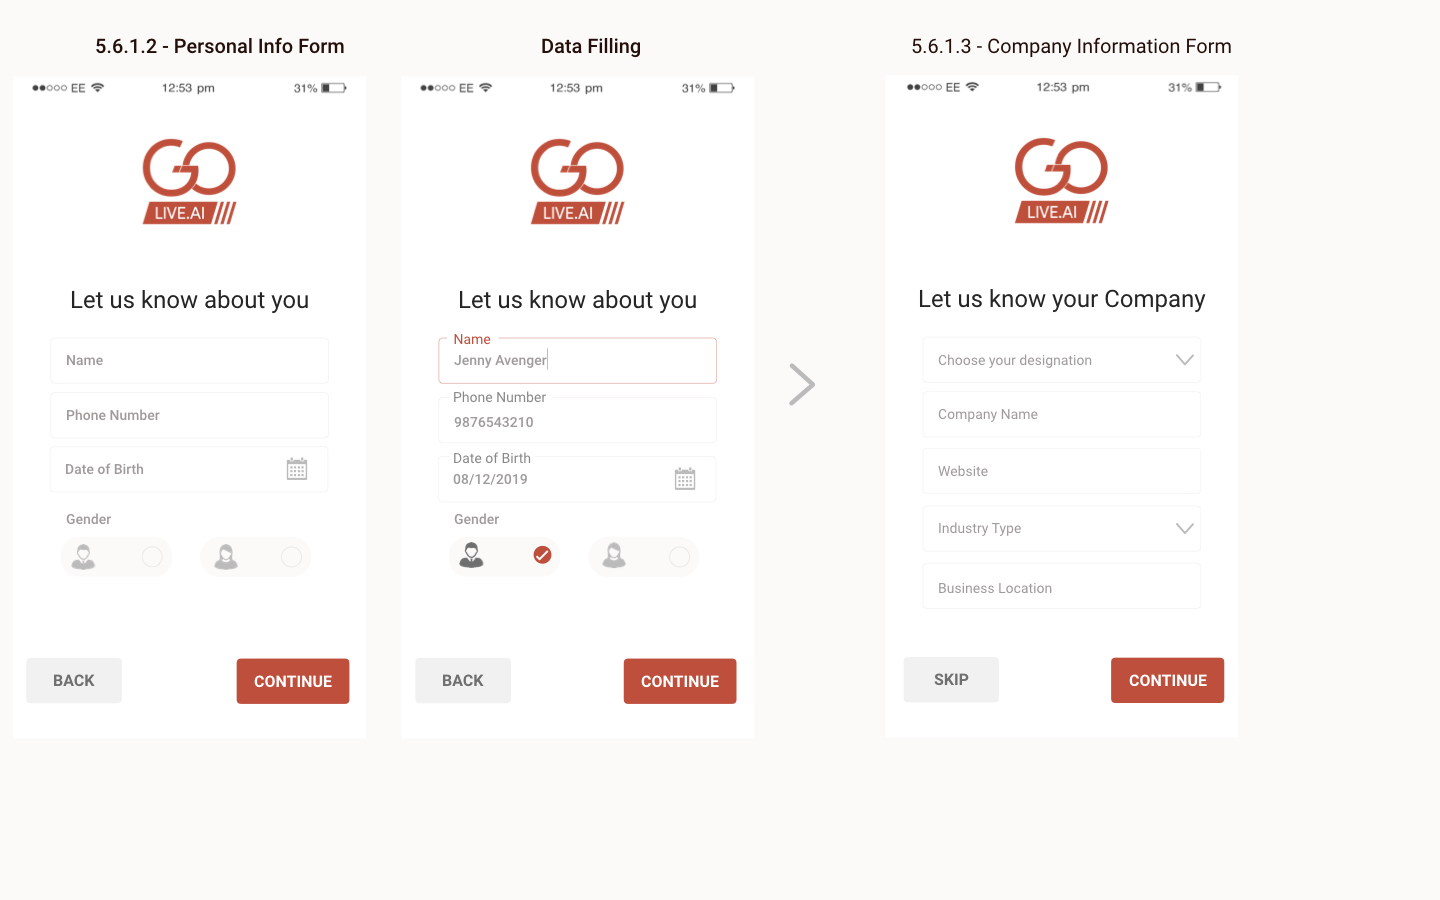 5.6.1.2 - Personal Info Form
EE 12:53 pm 31%
GO
LIVE.AI
Let us know about you
Name
Phone Number
Date of Birth
Gender
BACK CONTINUE
Data Filling
EE 12:53 pm 31%
GO
LIVE.AI
Let us know about you
Name
Jenny Avenger
Phone Number
9876543210
Date of Birth
08/12/2019
Gender
BACK CONTINUE
5.6.1.3 - Company Information Form
EE 12:53 pm 31%
GO
LIVE.AI
Let us know your Company
Choose your designation
Company Name
Website
Industry Type
Business Location
SKIP CONTINUE